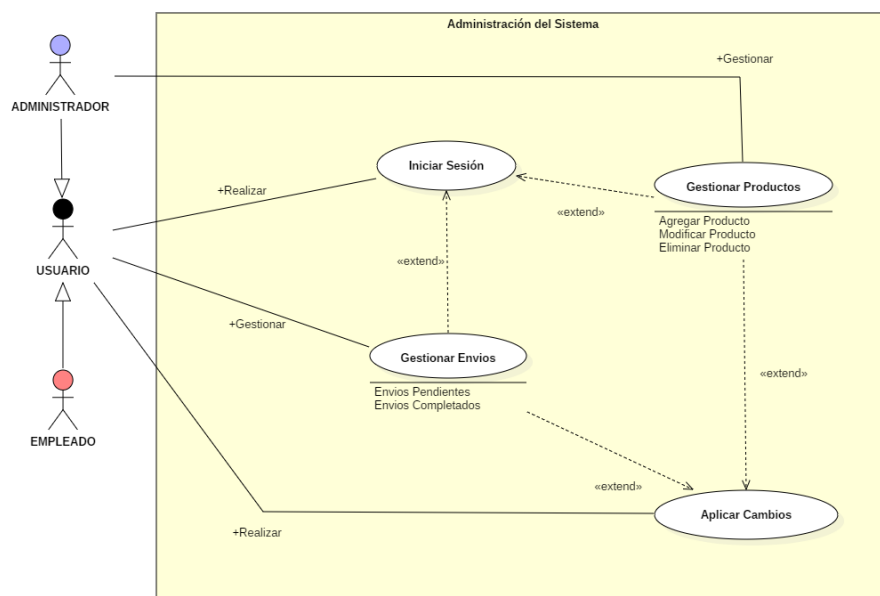 Administración del Sistema
ADMINISTRADOR
+Gestionar
Iniciar Sesión
+Realizar
Gestionar Productos
«extend»
Agregar Producto
Modificar Producto
Eliminar Producto
USUARIO
«extend»
+Gestionar
Gestionar Envios
Envios Pendientes
Envios Completados
«extend»
EMPLEADO
«extend»
Aplicar Cambios
+Realizar